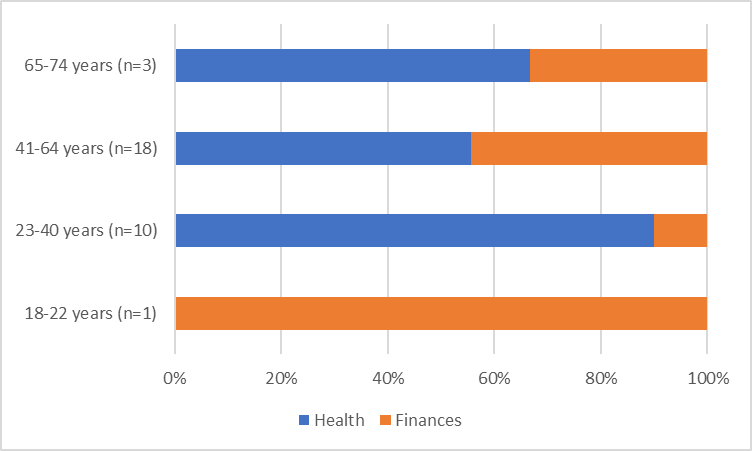 65-74 years (n=3)
41-64 years (n=18)
23-40 years (n=10)
18-22 years (n=1)
0% 20% 40% 60% 80% 100%
Health Finances